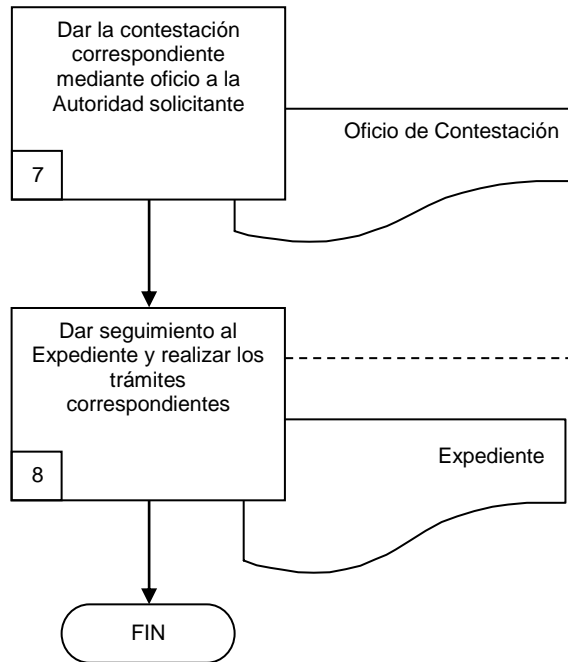 Dar la contestación
correspondiente
mediante oficio a la
Autoridad solicitante
7
Oficio de Contestación
Dar seguimiento al
Expediente y realizar los
trámites
correspondientes
8
Expediente
FIN